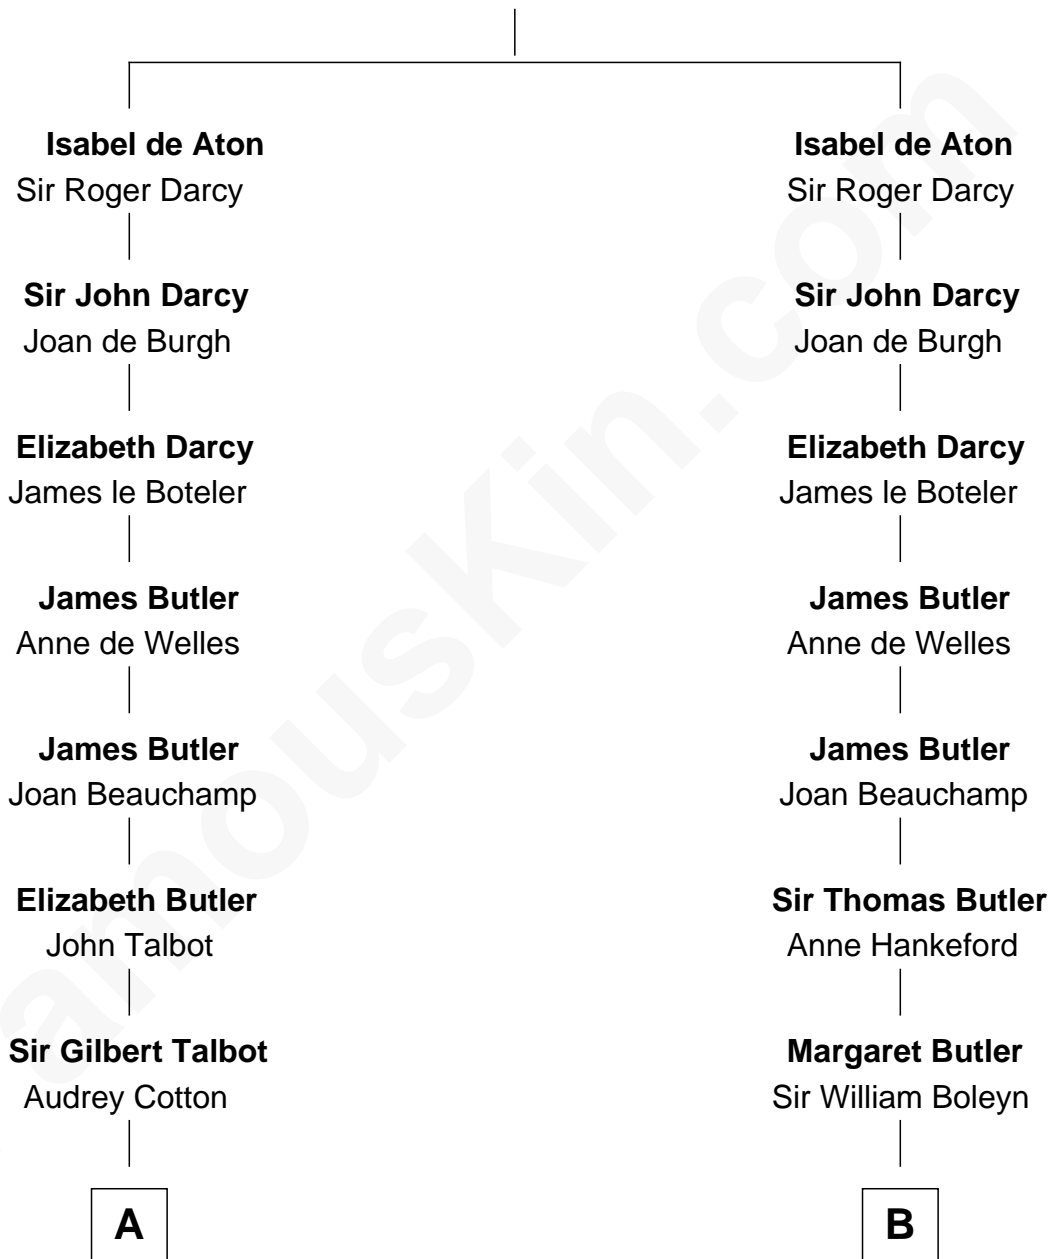 Isabel de Aton
Sir Roger Darcy
Sir John Darcy
Joan de Burgh
Elizabeth Darcy
James le Boteler
James Butler
Anne de Welles
James Butler
Joan Beauchamp
Elizabeth Butler
John Talbot
Sir Gilbert Talbot
Audrey Cotton
A
Isabel de Aton
Sir Roger Darcy
Sir John Darcy
Joan de Burgh
Elizabeth Darcy
James le Boteler
James Butler
Anne de Welles
James Butler
Joan Beauchamp
Sir Thomas Butler
Anne Hankeford
Margaret Butler
Sir William Boleyn
B
amousKin.com